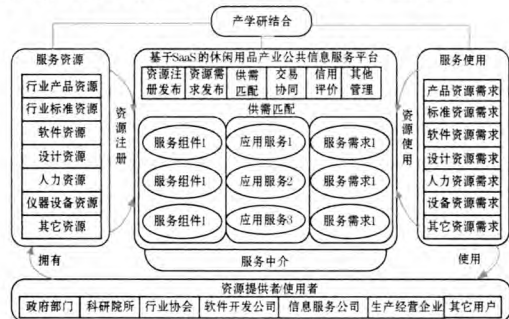 产学研结合
服务资源
行业产品资源
行业标准资源
软件资源
设计资源
人力资源
仪器设备资源
其它资源
资源注册
基于SaaS的休闲用品产业公共信息服务平台
资源注册发布
资源需求发布
供需匹配
交易协同
信用评价
其他管理
供需匹配
服务组件1 应用服务1 服务需求1
服务组件1 应用服务2 服务需求1
服务组件1 应用服务3 服务需求1
服务中介
资源使用
服务使用
产品资源需求
标准资源需求
软件资源需求
设计资源需求
人力资源需求
设备资源需求
其它资源需求
拥有
使用
资源提供者/使用者
政府部门 科研院所 行业协会 软件开发公司 信息服务公司 生产经营企业 其它用户